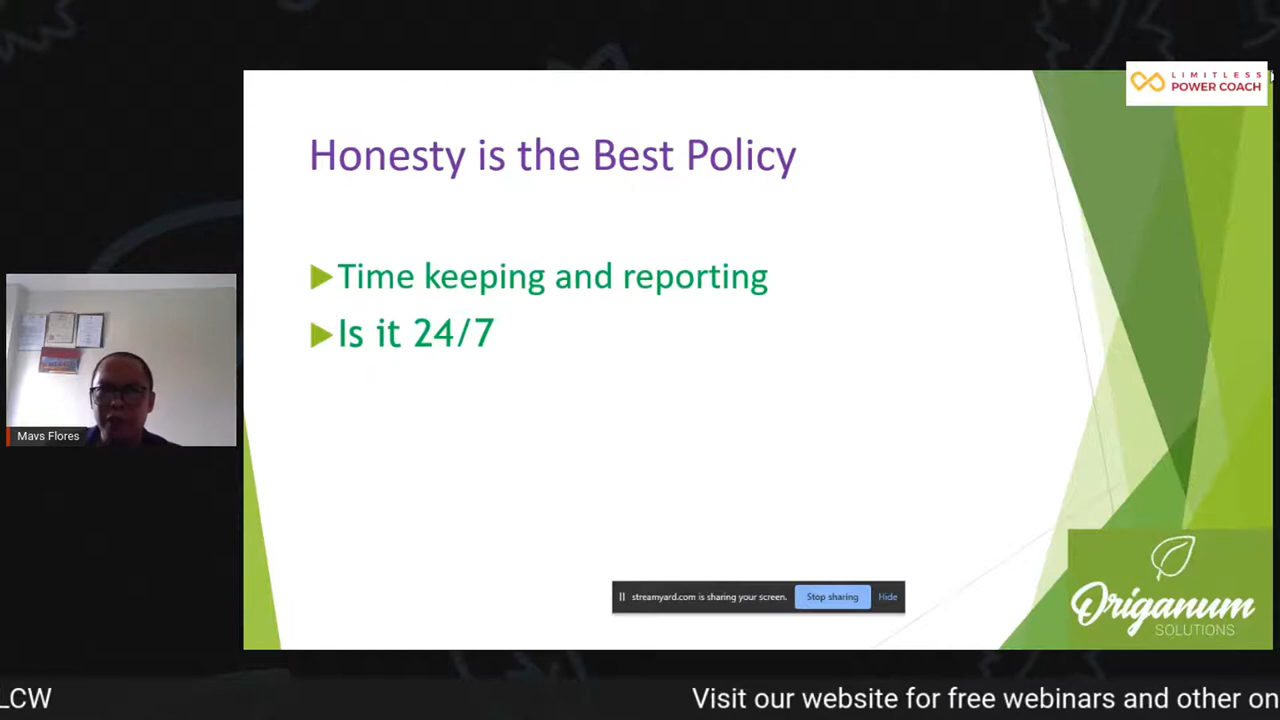 LIMITLESS
POWER COACH
Honesty is the Best Policy
Time keeping and reporting
Is it 24/7
Mavs Flores
streamyard.com is sharing your screen.
Stop sharing
Hide
Origanum
SOLUTIONS
LCW
Visit our website for free webinars and other on